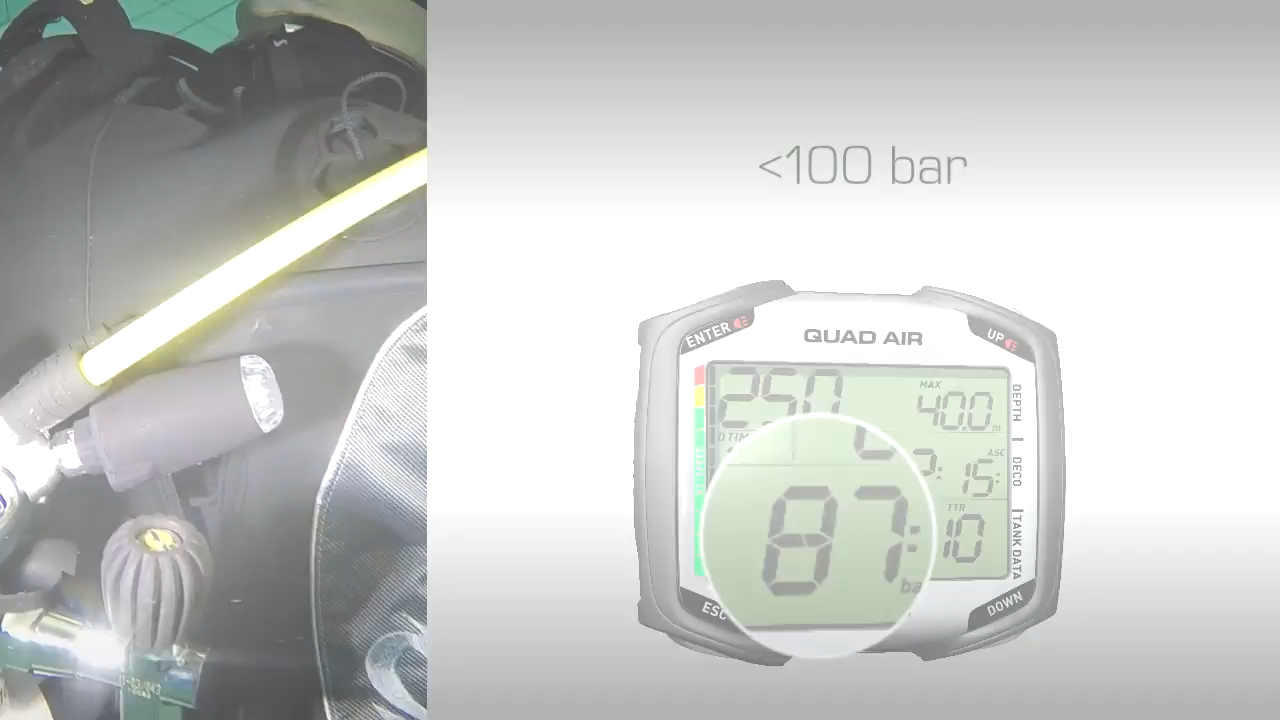 <100 bar
QUAD AIR
ENTER
UP
250
MAX
40.0 m
DEPTH
ASC
15:
DECO
87:
TTR
10
TANK DATA
ESC
DOWN